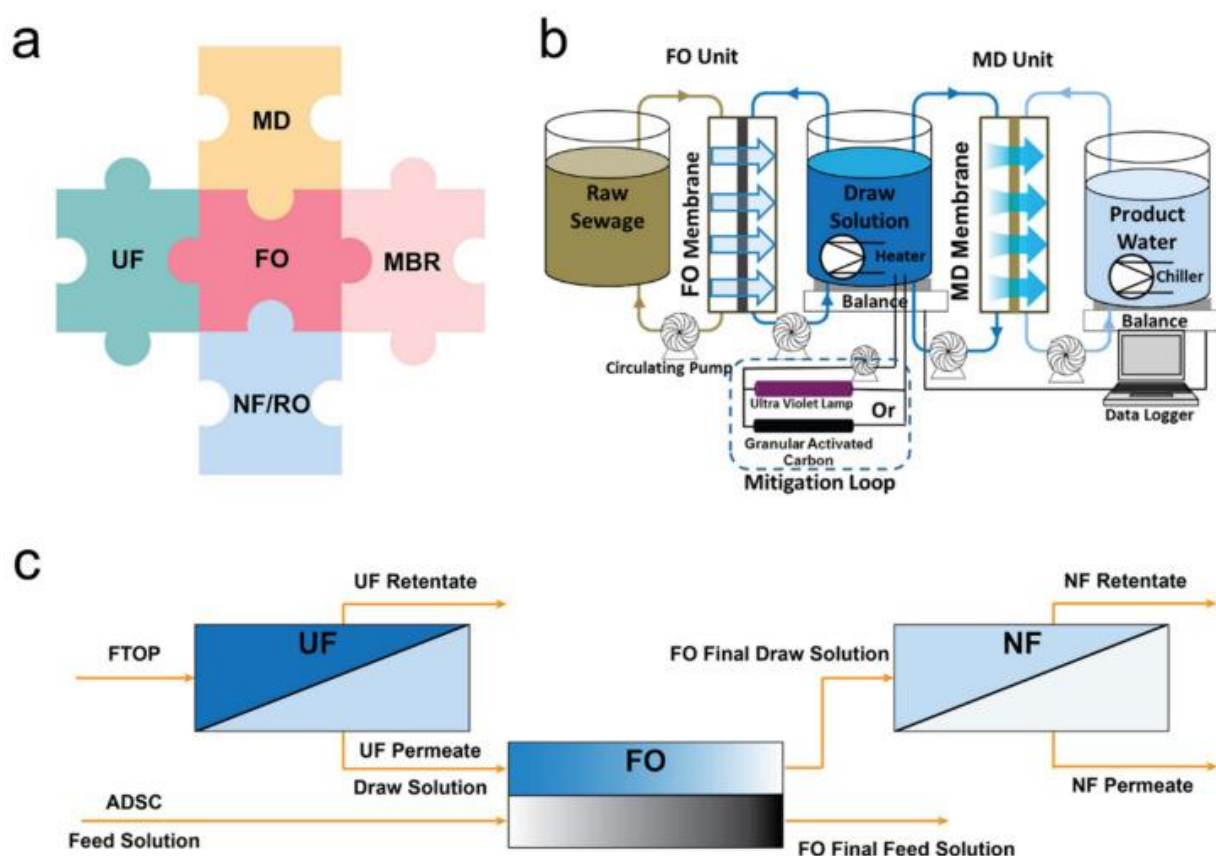 a
MD
UF
FO
MBR
NF/RO
b
FO Unit
MD Unit
Raw
Sewage
FO Membrane
Draw
Solution
Heater
Balance
MD Membrane
Product
Water
Chiller
Balance
Circulating Pump
Ultra Violet Lamp
Or
Granular Activated
Carbon
Mitigation Loop
Data Logger
c
FTOP
UF
UF Retentate
UF Permeate
Draw Solution
ADSC
Feed Solution
FO
FO Final Draw Solution
FO Final Feed Solution
NF
NF Retentate
NF Permeate